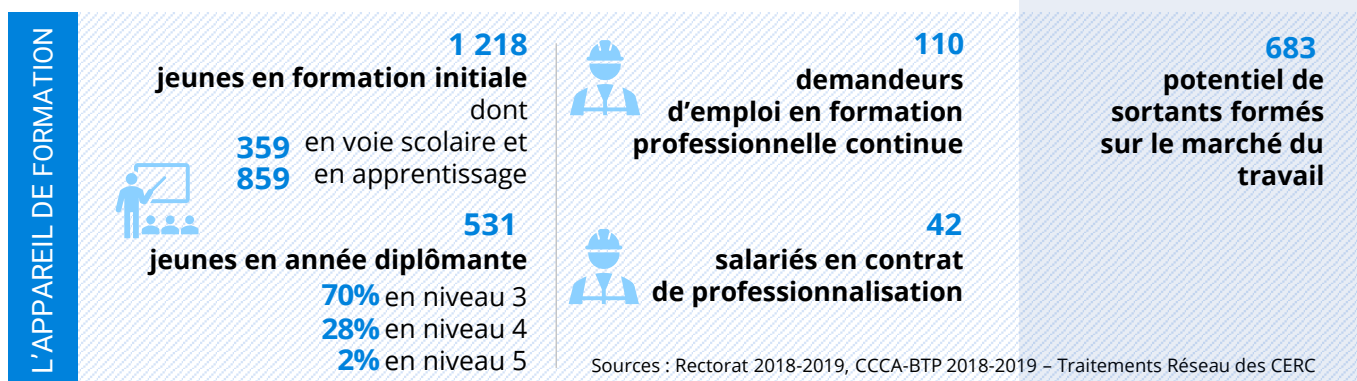 L'APPAREIL DE FORMATION
1 218
jeunes en formation initiale
dont
359 en voie scolaire et
859 en apprentissage
531
jeunes en année diplômante
70% en niveau 3
28% en niveau 4
2% en niveau 5
110
demandeurs
d'emploi en formation
professionnelle continue
42
salariés en contrat
de professionnalisation
683
potentiel de
sortants formés
sur le marché du
travail
Sources : Rectorat 2018-2019, CCCA-BTP 2018-2019 – Traitements Réseau des CERC